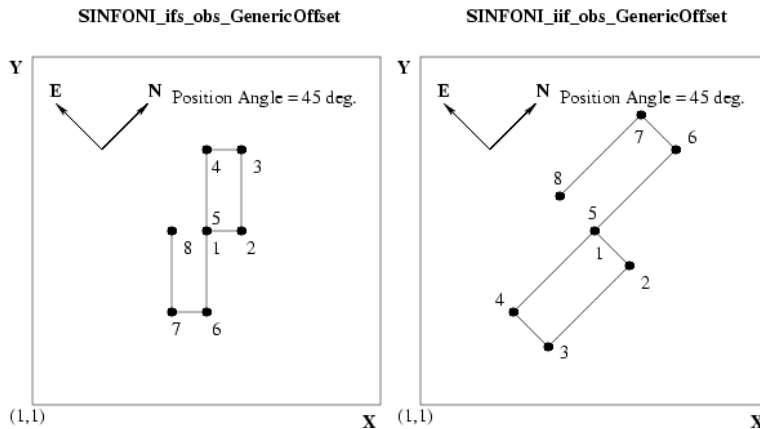 SINFONI_ifs_obs_GenericOffset
Y
E
N
Position Angle = 45 deg.
4
3
5
8
1
2
7
6
(1,1)
X
SINFONI_iif_obs_GenericOffset
Y
E
N
Position Angle = 45 deg.
7
6
8
5
1
2
4
3
(1,1)
X